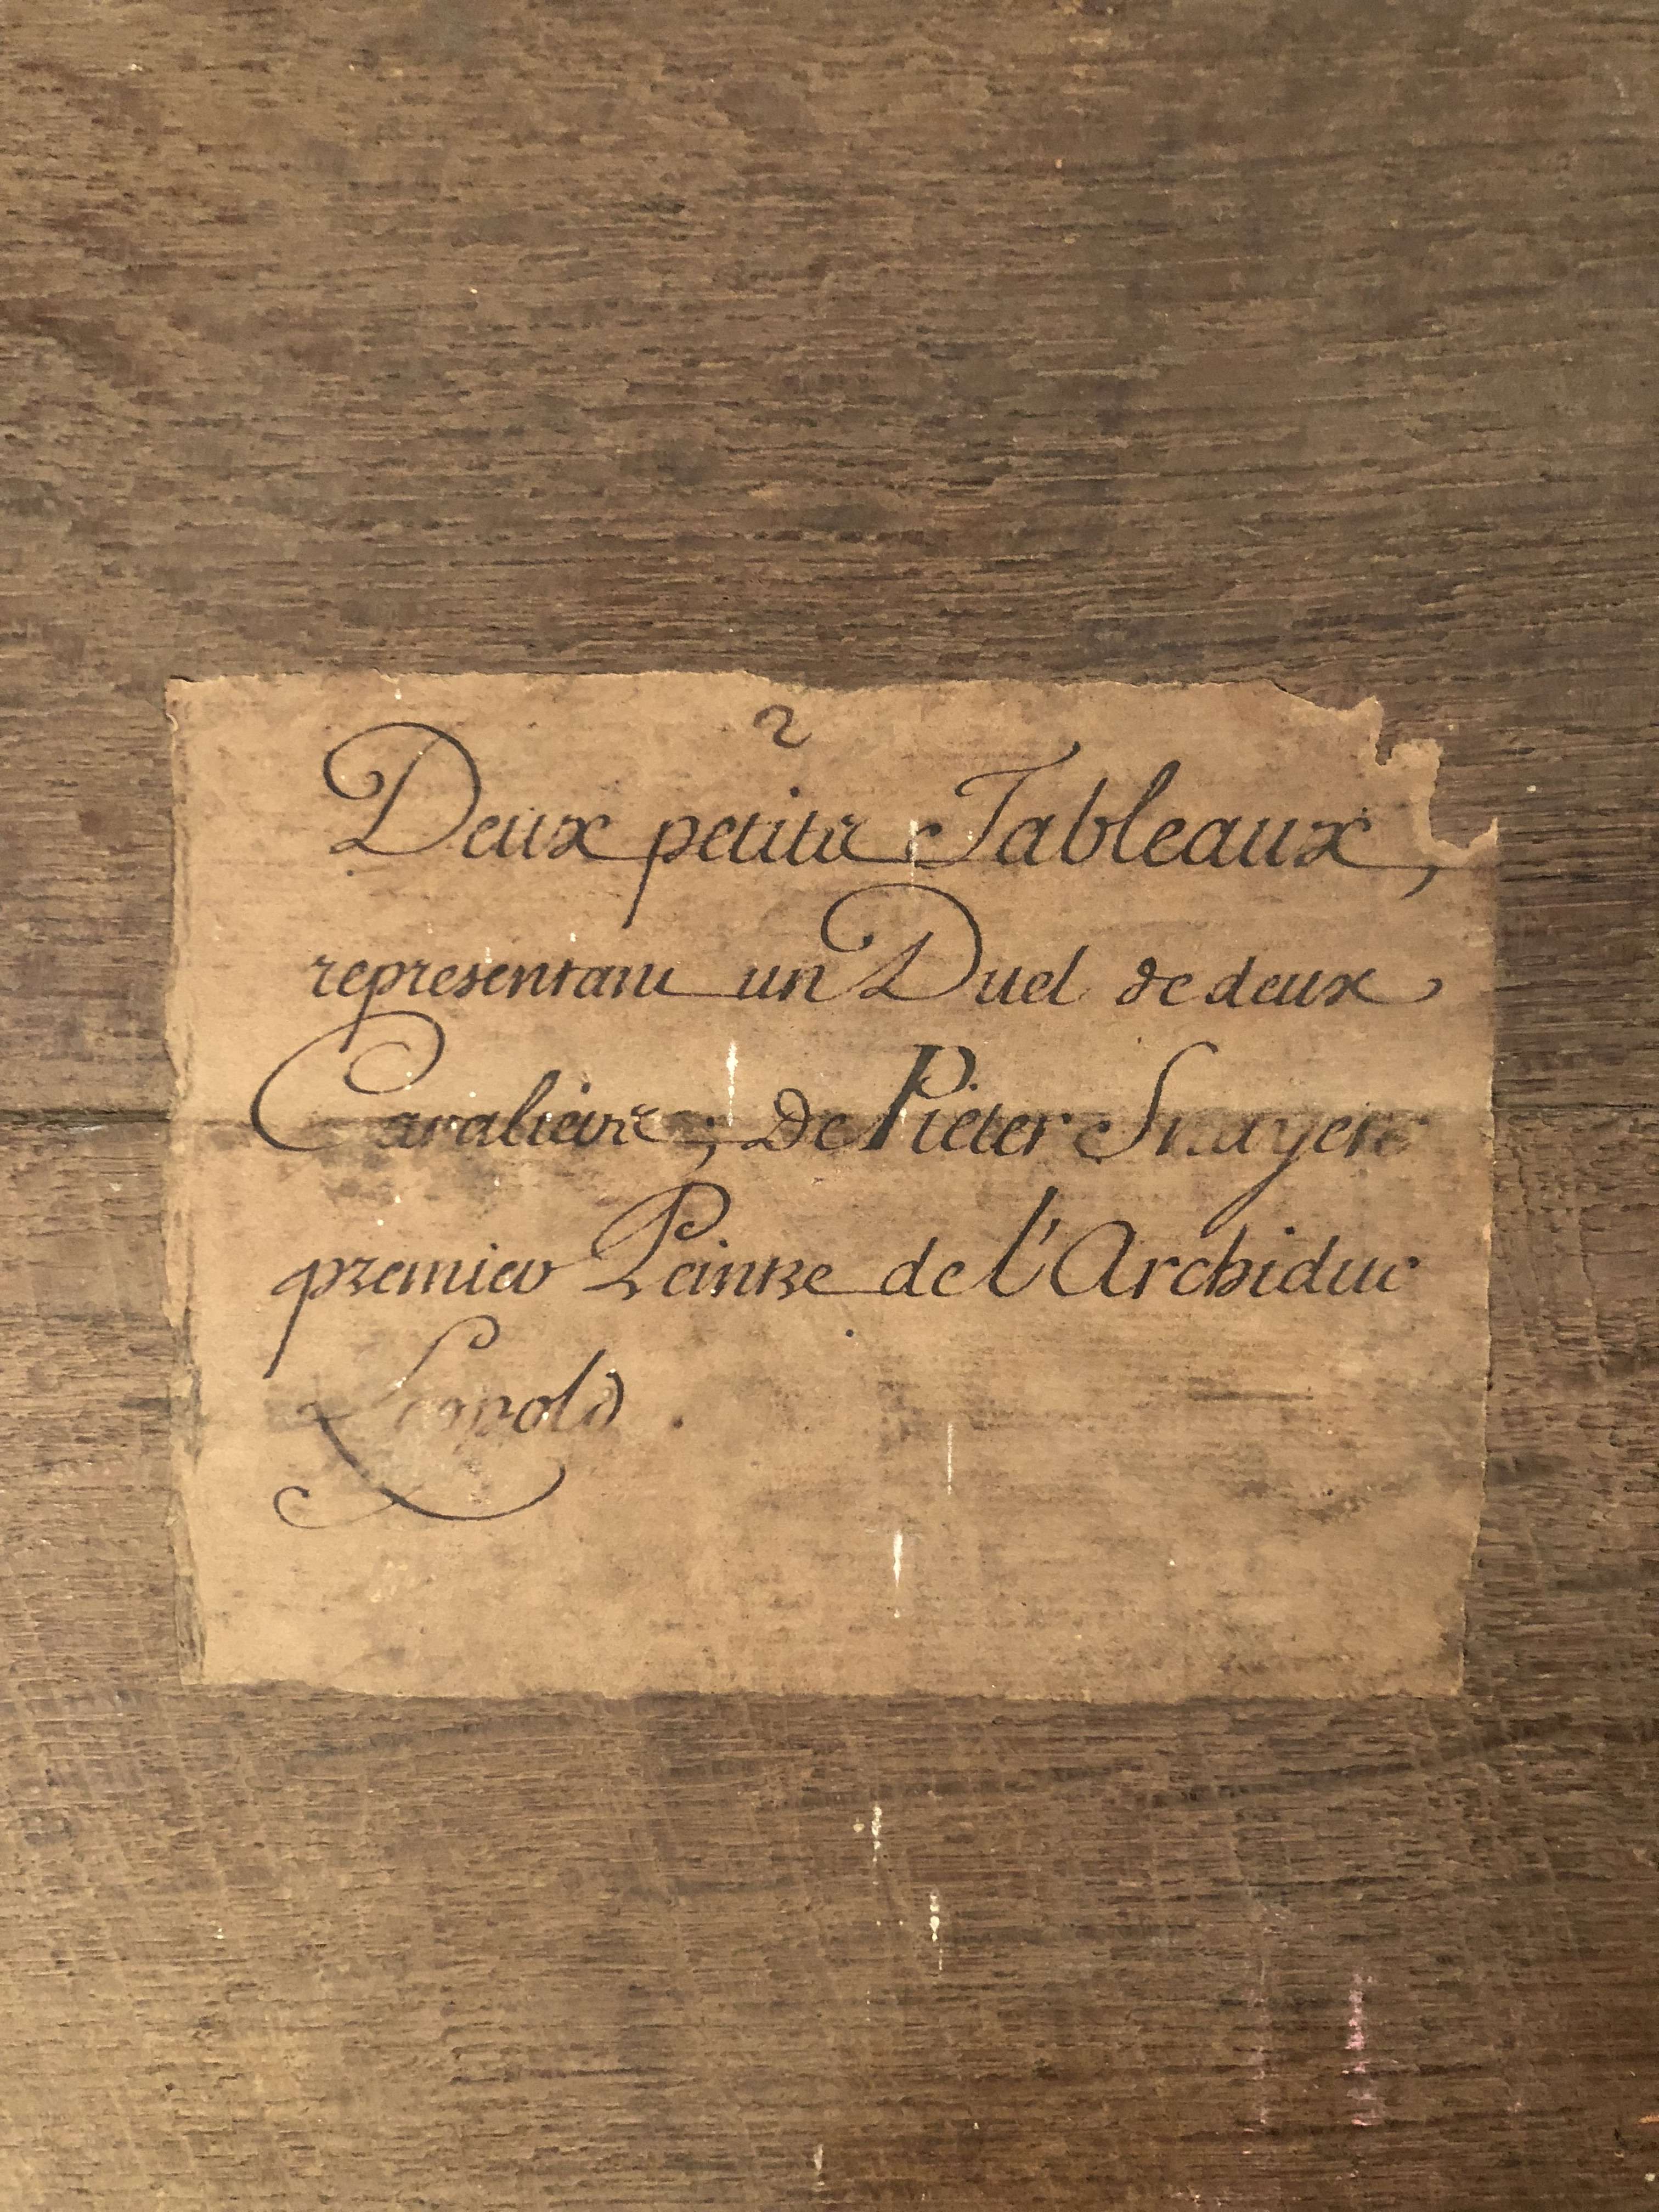 2
Deux petits Tableaux,
representant un Duel de deux
Cavaliers; De Pieter Snayers
premier Peintre de l'Archiduc
Leopold.